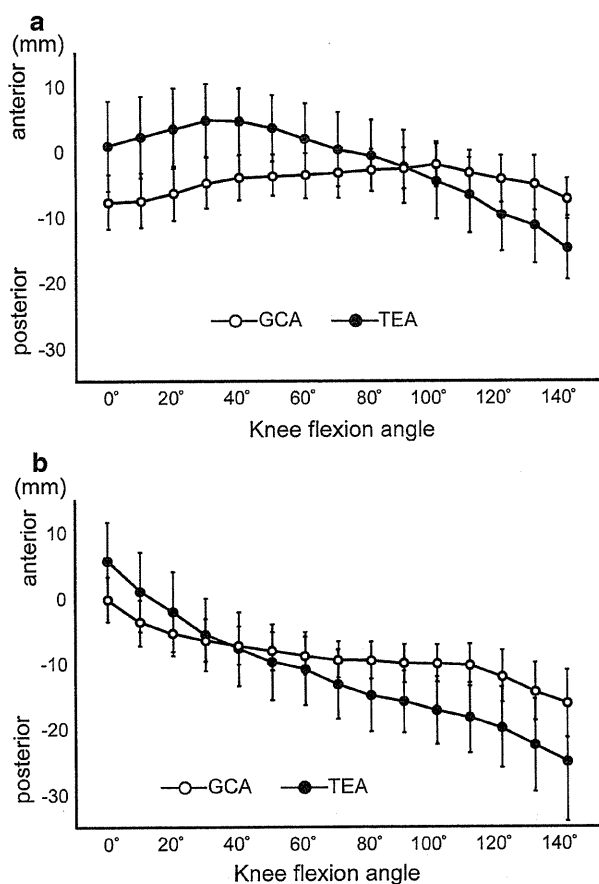 a
(mm)
anterior
10
0
-10
-20
posterior
-30
GCA TEA
0° 20° 40° 60° 80° 100° 120° 140°
Knee flexion angle
b
(mm)
anterior
10
0
-10
-20
posterior
-30
GCA TEA
0° 20° 40° 60° 80° 100° 120° 140°
Knee flexion angle